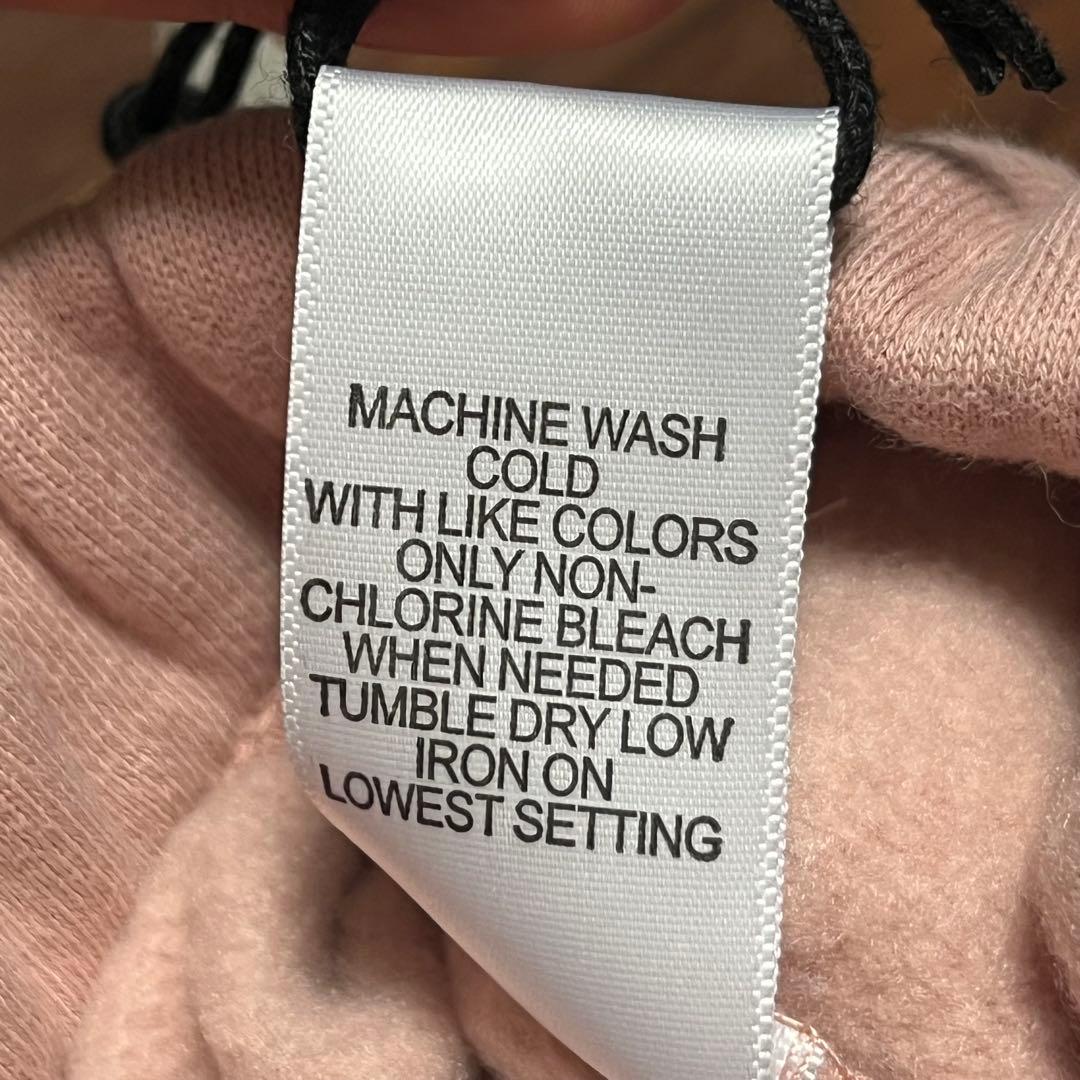 MACHINE WASH
COLD
WITH LIKE COLORS
ONLY NON-
CHLORINE BLEACH
WHEN NEEDED
TUMBLE DRY LOW
IRON ON
LOWEST SETTING